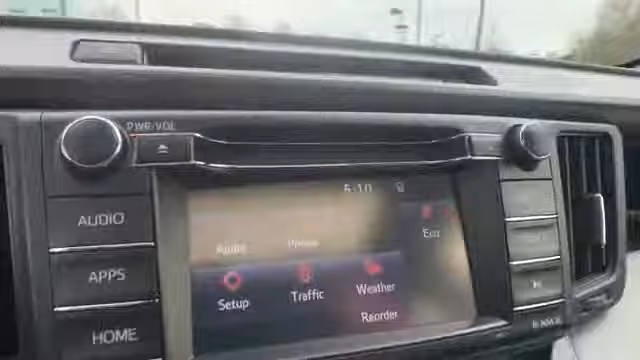 PWR·VOL
AUDIO
APPS
HOME
5:10
Audio
Phone
Eco
Setup
Traffic
Weather
Reorder